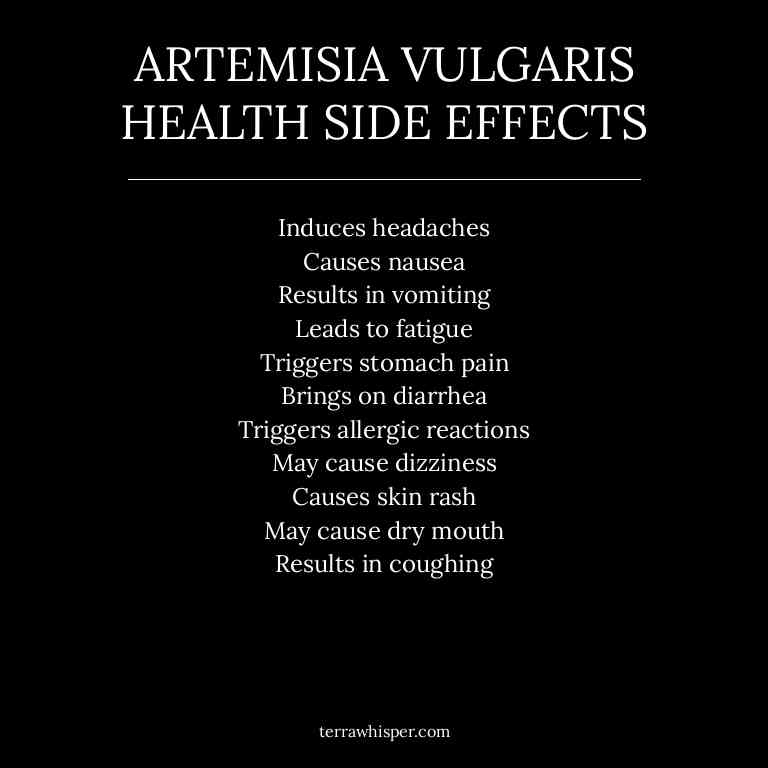 ARTEMISIA VULGARIS
HEALTH SIDE EFFECTS
Induces headaches
Causes nausea
Results in vomiting
Leads to fatigue
Triggers stomach pain
Brings on diarrhea
Triggers allergic reactions
May cause dizziness
Causes skin rash
May cause dry mouth
Results in coughing
terrawhisper.com